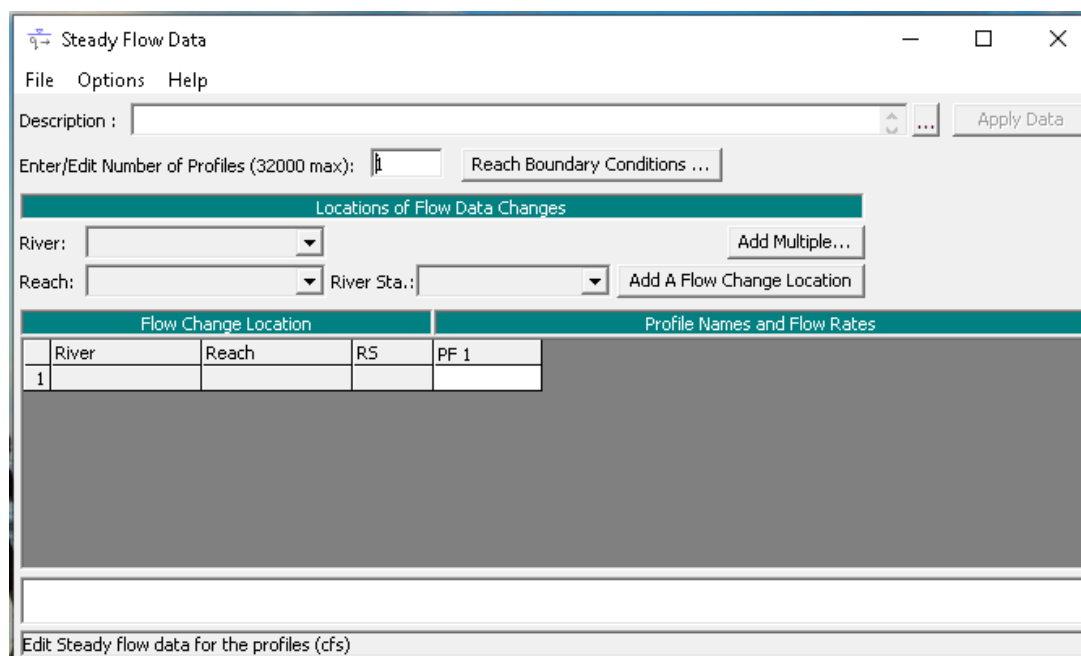 Steady Flow Data
File Options Help
Description : ... Apply Data
Enter/Edit Number of Profiles (32000 max): 1 Reach Boundary Conditions ...
Locations of Flow Data Changes
River: Add Multiple...
Reach: River Sta.: Add A Flow Change Location
Flow Change Location Profile Names and Flow Rates
River Reach RS PF 1
1
Edit Steady flow data for the profiles (cfs)